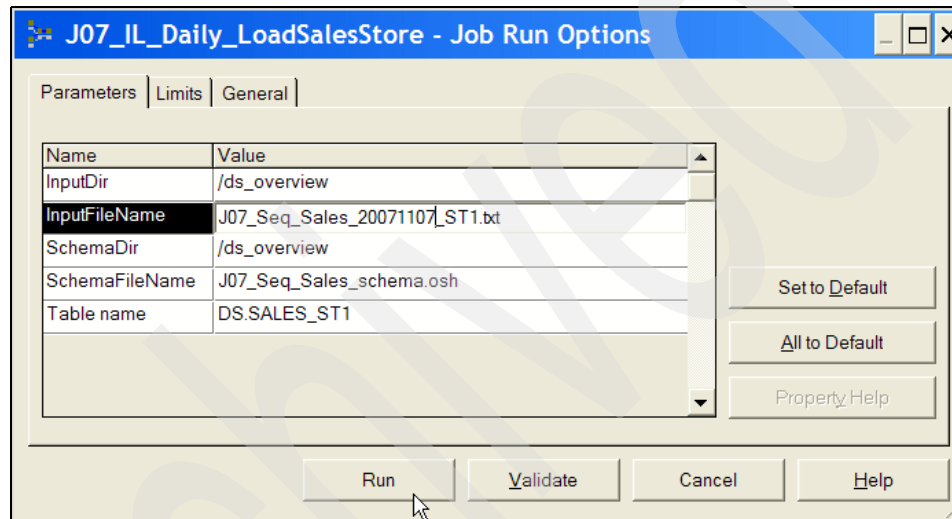 J07_IL_Daily_LoadSalesStore - Job Run Options
Parameters Limits General
Name Value
InputDir /ds_overview
InputFileName J07_Seq_Sales_20071107_ST1.txt
SchemaDir /ds_overview
SchemaFileName J07_Seq_Sales_schema.osh
Table name DS.SALES_ST1
Set to Default
All to Default
Property Help
Run Validate Cancel Help